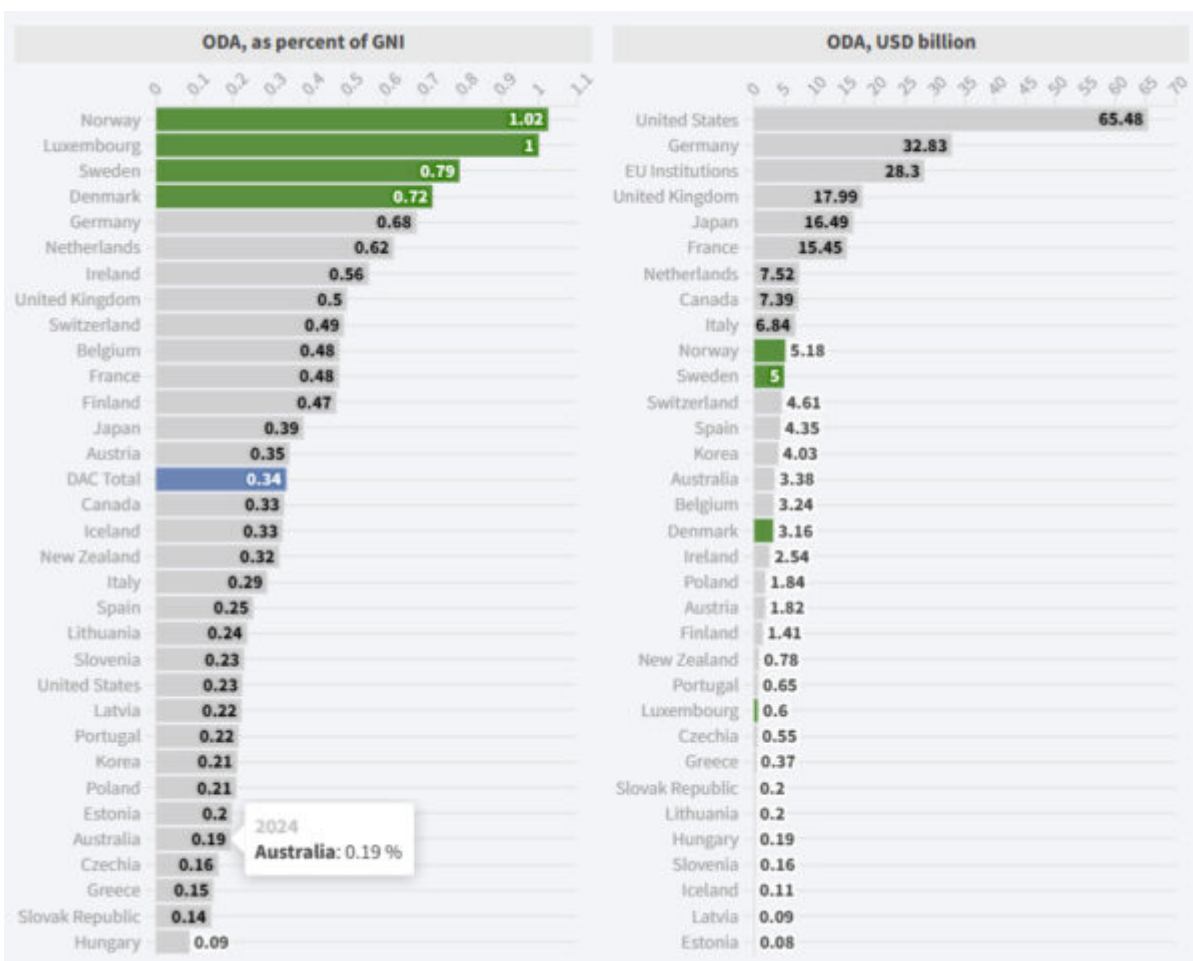 ODA, as percent of GNI
0 0.1 0.2 0.3 0.4 0.5 0.6 0.7 0.8 0.9 1 1.1
Norway 1.02
Luxembourg 1
Sweden 0.79
Denmark 0.72
Germany 0.68
Netherlands 0.62
Ireland 0.56
United Kingdom 0.5
Switzerland 0.49
Belgium 0.48
France 0.48
Finland 0.47
Japan 0.39
Austria 0.35
DAC Total 0.34
Canada 0.33
Iceland 0.33
New Zealand 0.32
Italy 0.29
Spain 0.25
Lithuania 0.24
Slovenia 0.23
United States 0.23
Latvia 0.22
Portugal 0.22
Korea 0.21
Poland 0.21
Estonia 0.2
Australia 0.19
Czechia 0.16
Greece 0.15
Slovak Republic 0.14
Hungary 0.09
2024
Australia: 0.19 %
ODA, USD billion
0 5 10 15 20 25 30 35 40 45 50 55 60 65 70
United States 65.48
Germany 32.83
EU Institutions 28.3
United Kingdom 17.99
Japan 16.49
France 15.45
Netherlands 7.52
Canada 7.39
Italy 6.84
Norway 5.18
Sweden 5
Switzerland 4.61
Spain 4.35
Korea 4.03
Australia 3.38
Belgium 3.24
Denmark 3.16
Ireland 2.54
Poland 1.84
Austria 1.82
Finland 1.41
New Zealand 0.78
Portugal 0.65
Luxembourg 0.6
Czechia 0.55
Greece 0.37
Slovak Republic 0.2
Lithuania 0.2
Hungary 0.19
Slovenia 0.16
Iceland 0.11
Latvia 0.09
Estonia 0.08